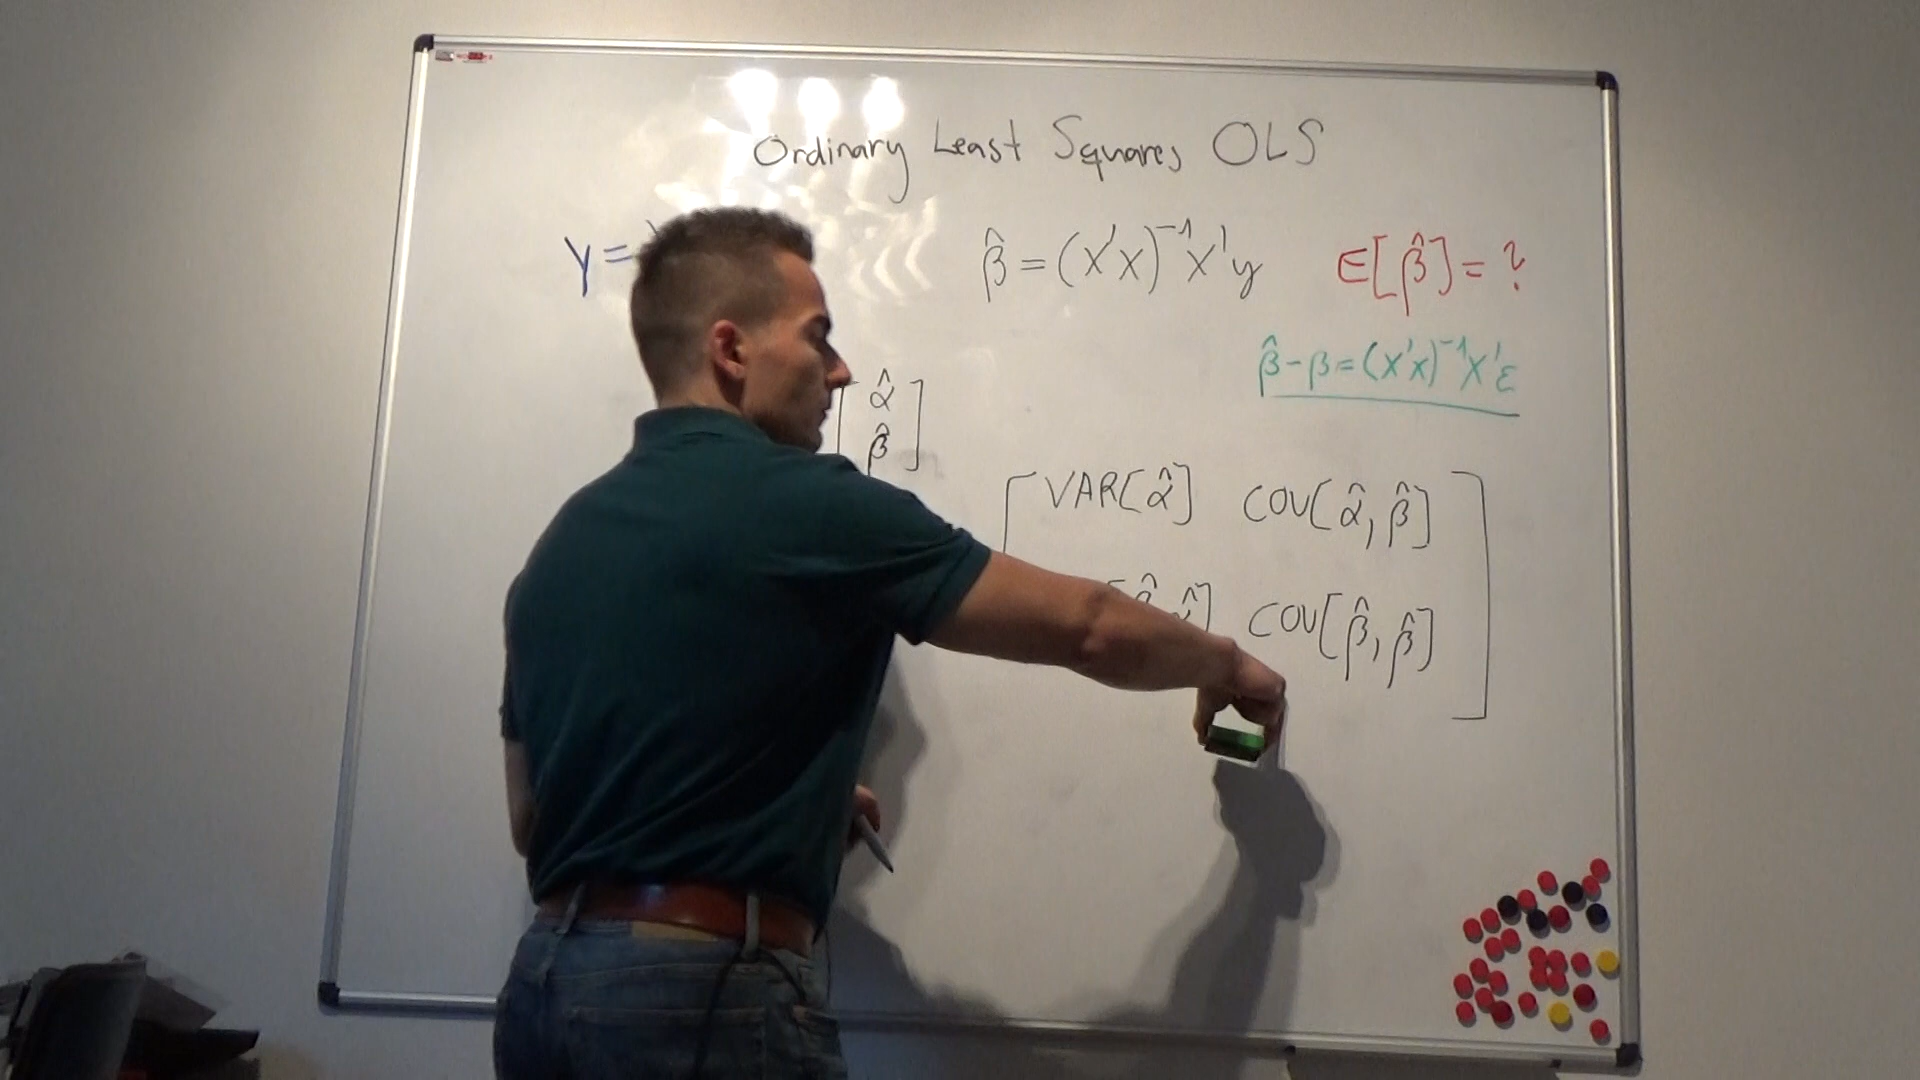 Ordinary Least Squares OLS
y =
β̂ = (X'X)⁻¹X'y
E[β̂] = ?
β̂ - β = (X'X)⁻¹X'ε
[α̂
β̂]
[VAR[α̂] COV[α̂, β̂]
COV[β̂, β̂]]